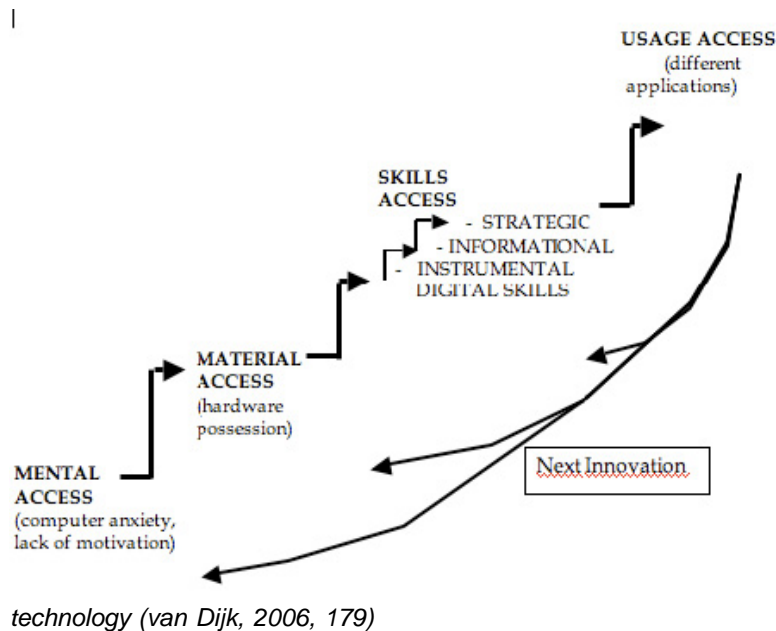 USAGE ACCESS
(different
applications)
SKILLS
ACCESS
- STRATEGIC
- INFORMATIONAL
- INSTRUMENTAL
DIGITAL SKILLS
MATERIAL
ACCESS
(hardware
possession)
Next Innovation
MENTAL
ACCESS
(computer anxiety,
lack of motivation)
technology (van Dijk, 2006, 179)